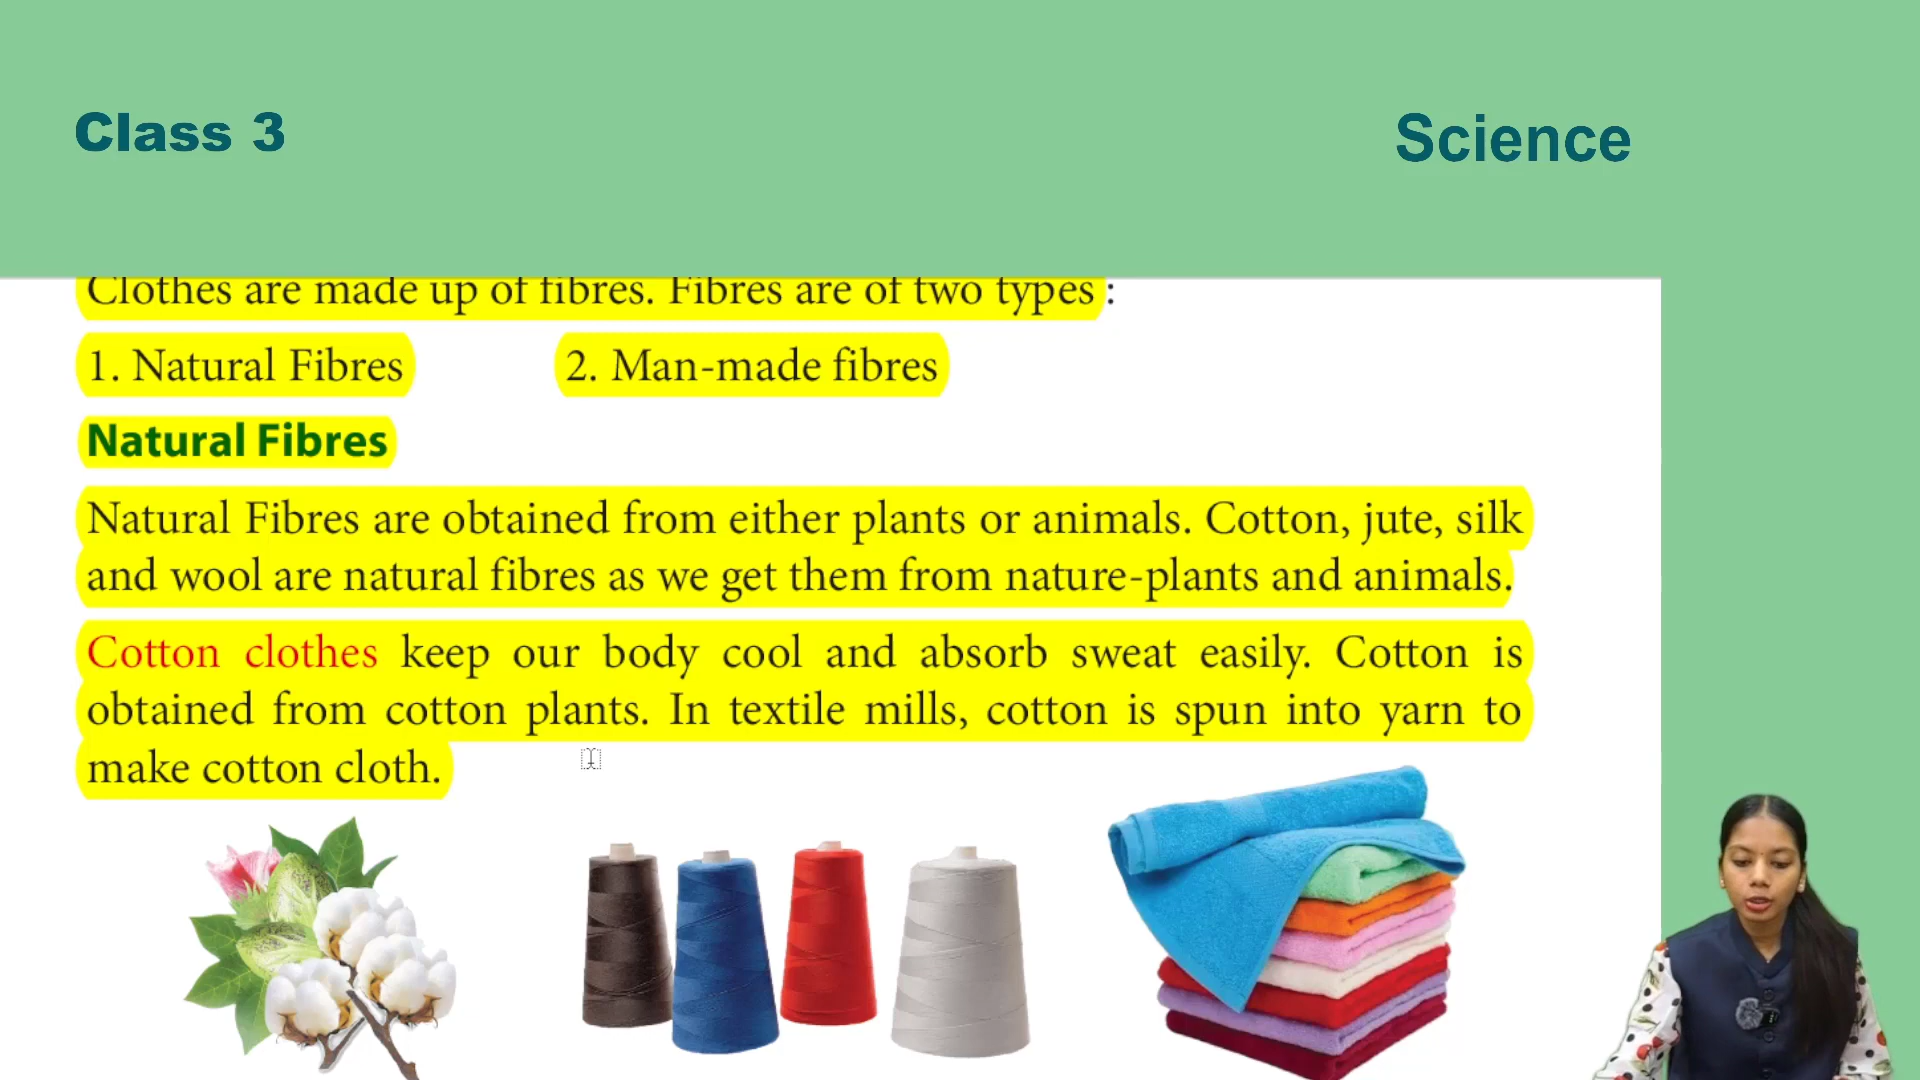 Class 3
Science
Clothes are made up of fibres. Fibres are of two types :
1. Natural Fibres 2. Man-made fibres
Natural Fibres
Natural Fibres are obtained from either plants or animals. Cotton, jute, silk
and wool are natural fibres as we get them from nature-plants and animals.
Cotton clothes keep our body cool and absorb sweat easily. Cotton is
obtained from cotton plants. In textile mills, cotton is spun into yarn to
make cotton cloth.